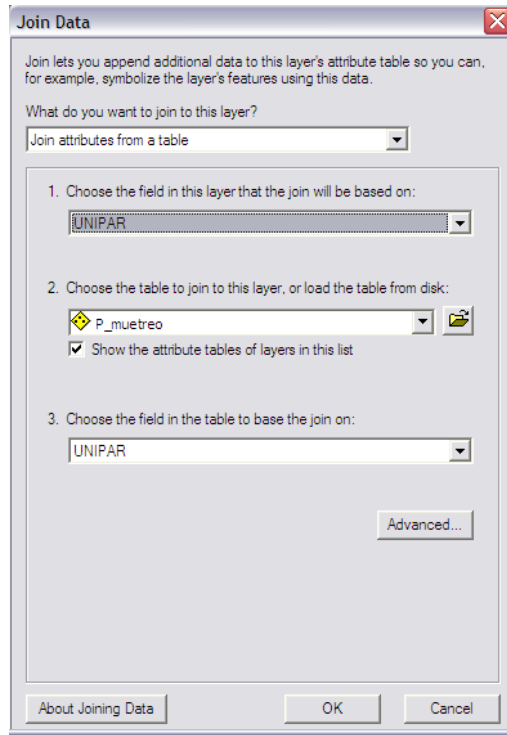 Join Data
Join lets you append additional data to this layer's attribute table so you can,
for example, symbolize the layer's features using this data.
What do you want to join to this layer?
Join attributes from a table
1. Choose the field in this layer that the join will be based on:
UNIPAR
2. Choose the table to join to this layer, or load the table from disk:
P_muetreo
Show the attribute tables of layers in this list
3. Choose the field in the table to base the join on:
UNIPAR
Advanced...
About Joining Data OK Cancel